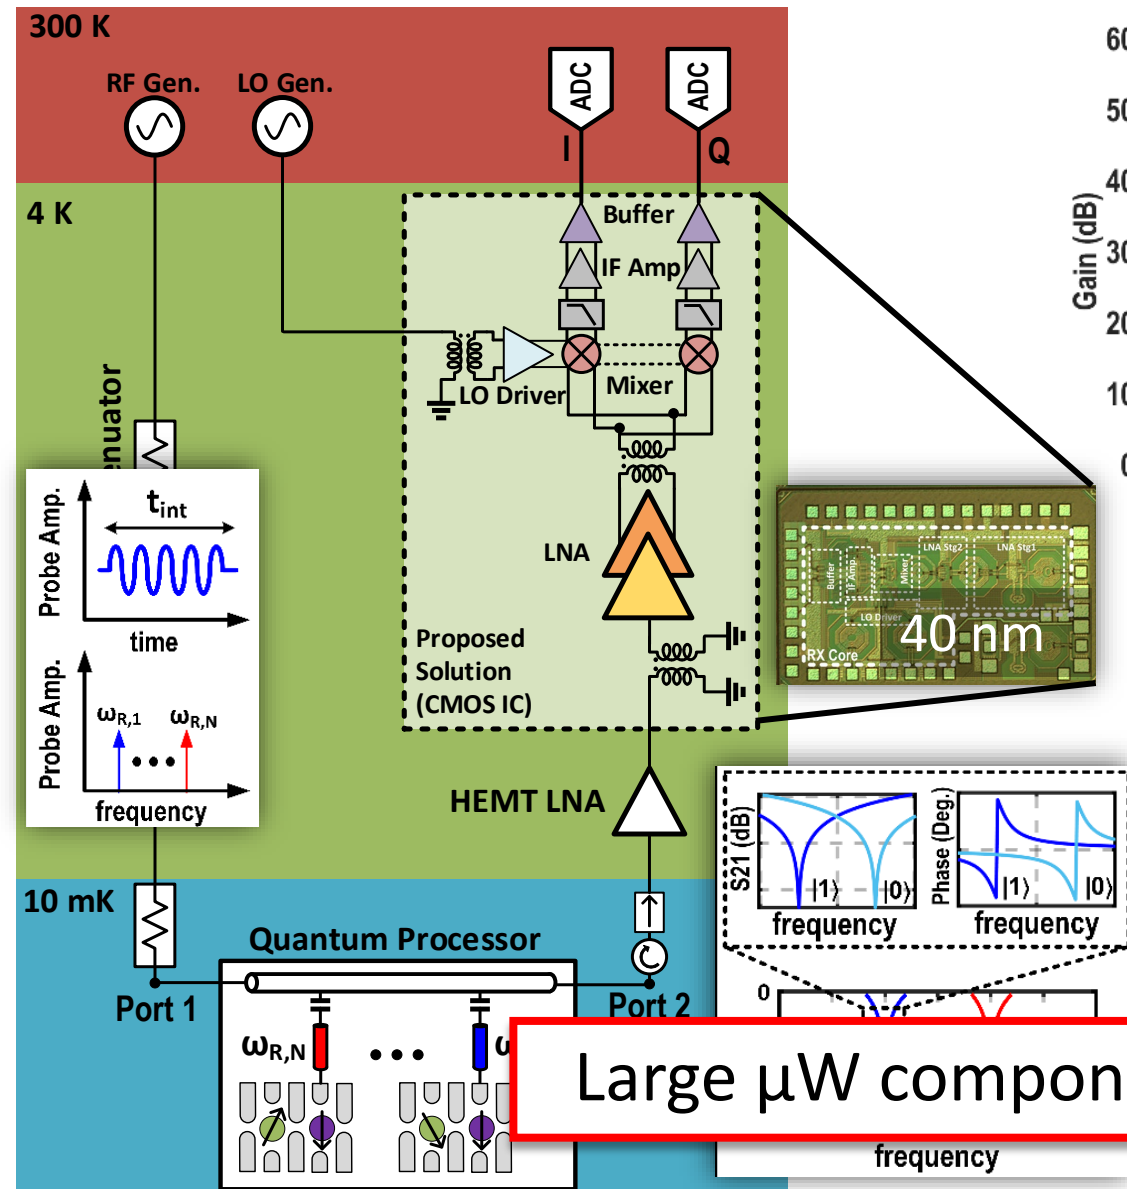 300 K
RF Gen.
LO Gen.
ADC
ADC
I
Q
4 K
Buffer
IF Amp
LO Driver
Mixer
LNA
Proposed
Solution
(CMOS IC)
HEMT LNA
enuator
Probe Amp.
tint
time
Probe Amp.
ωR,1
ωR,N
frequency
60
50
40
30
20
10
0
Gain (dB)
Buffer
IF Amp
Mixer
LNA Stg2
LNA Stg1
LO Driver
RX Core
40 nm
S21 (dB)
|1⟩
|0⟩
frequency
Phase (Deg.)
|1⟩
|0⟩
frequency
0
10 mK
Quantum Processor
Port 1
Port 2
ωR,N
ω
Large µW compon
frequency